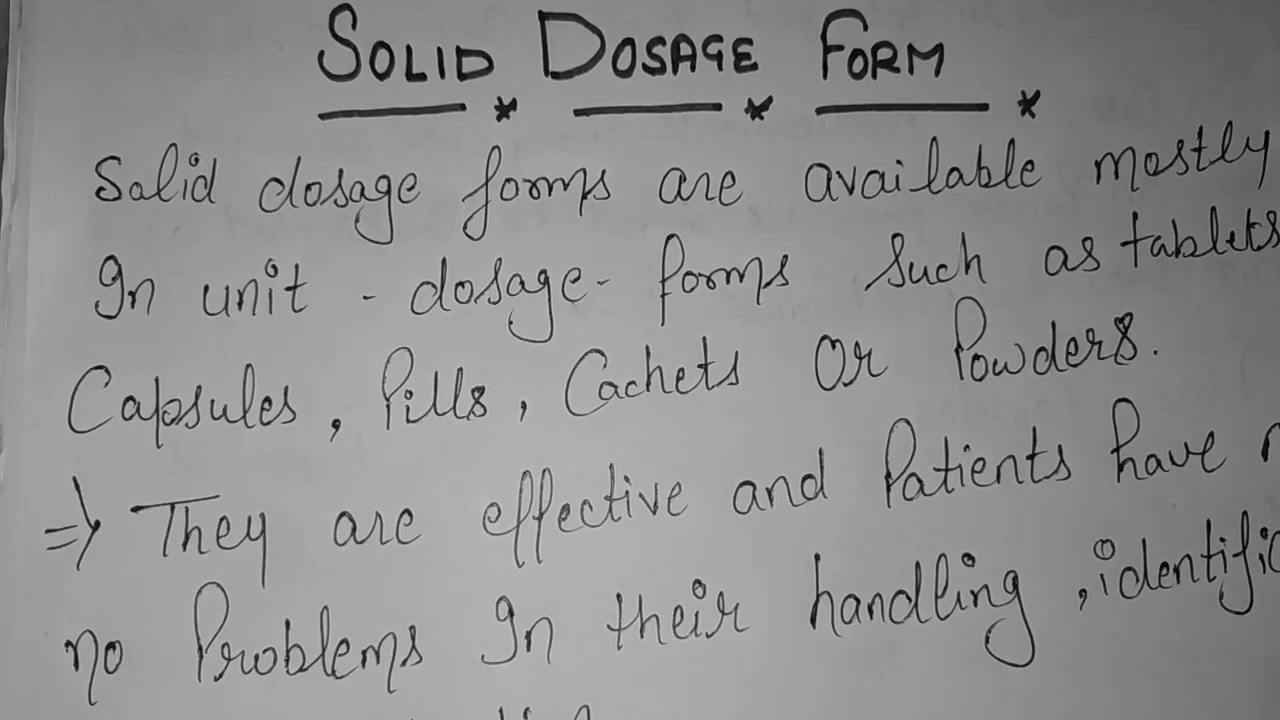 SOLID DOSAGE FORM
Solid dosage forms are available mostly
In unit - dosage - forms such as tablets
Capsules, Pills, Cachets or Powders.
⇒ They are effective and Patients have
no Problems In their handling, identific